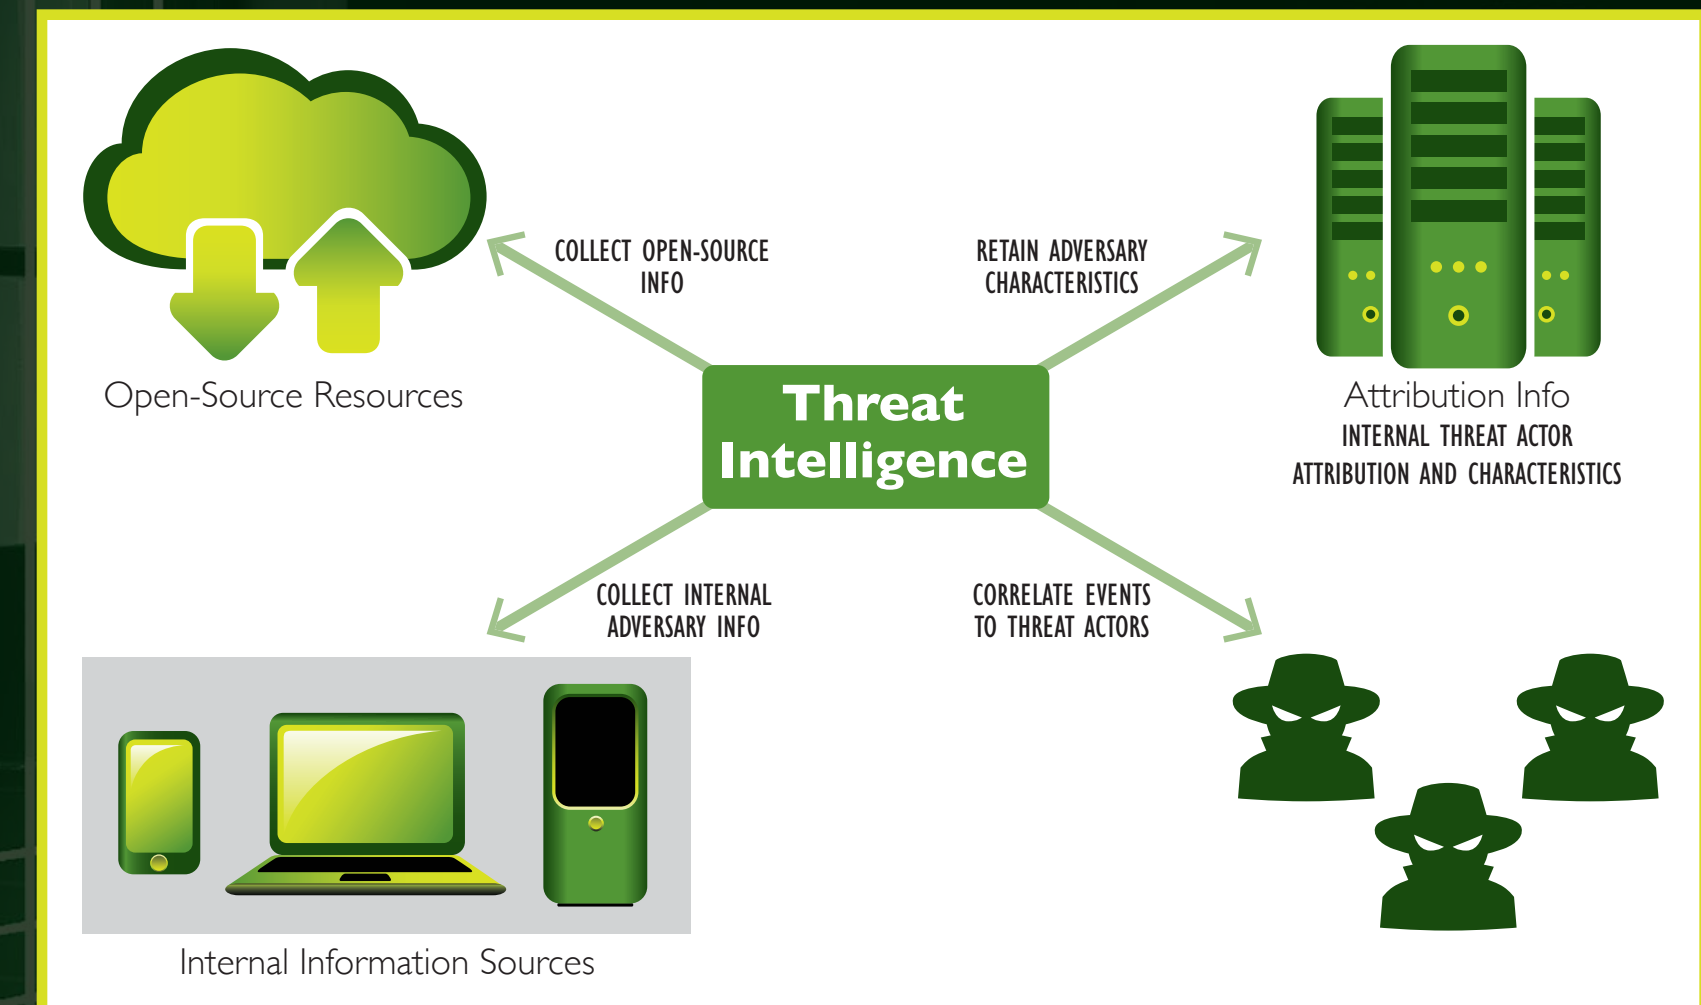 COLLECT OPEN-SOURCE
INFO
RETAIN ADVERSARY
CHARACTERISTICS
Open-Source Resources
Threat
Intelligence
Attribution Info
INTERNAL THREAT ACTOR
ATTRIBUTION AND CHARACTERISTICS
COLLECT INTERNAL
ADVERSARY INFO
CORRELATE EVENTS
TO THREAT ACTORS
Internal Information Sources